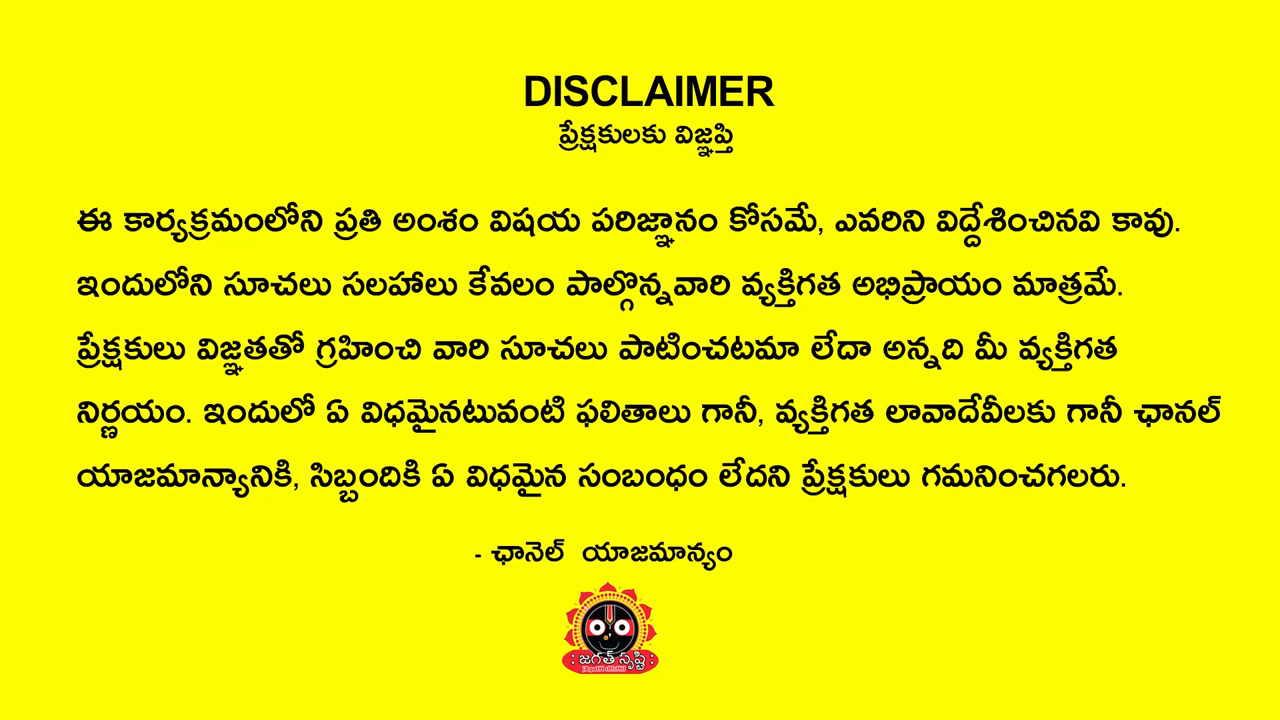 DISCLAIMER
ప్రేక్షకులకు విజ్ఞప్తి
ఈ కార్యక్రమంలోని ప్రతి అంశం విషయ పరిజ్ఞానం కోసమే, ఎవరిని విద్దేశించినవి కావు.
ఇందులోని సూచలు సలహాలు కేవలం పాల్గొన్నవారి వ్యక్తిగత అభిప్రాయం మాత్రమే.
ప్రేక్షకులు విజ్ఞతతో గ్రహించి వారి సూచలు పాటించటమా లేదా అన్నది మీ వ్యక్తిగత
నిర్ణయం. ఇందులో ఏ విధమైనటువంటి ఫలితాలు గానీ, వ్యక్తిగత లావాదేవీలకు గానీ ఛానల్
యాజమాన్యానికి, సిబ్బందికి ఏ విధమైన సంబంధం లేదని ప్రేక్షకులు గమనించగలరు.
- ఛానెల్ యాజమాన్యం
: జగత్ సృష్టి :